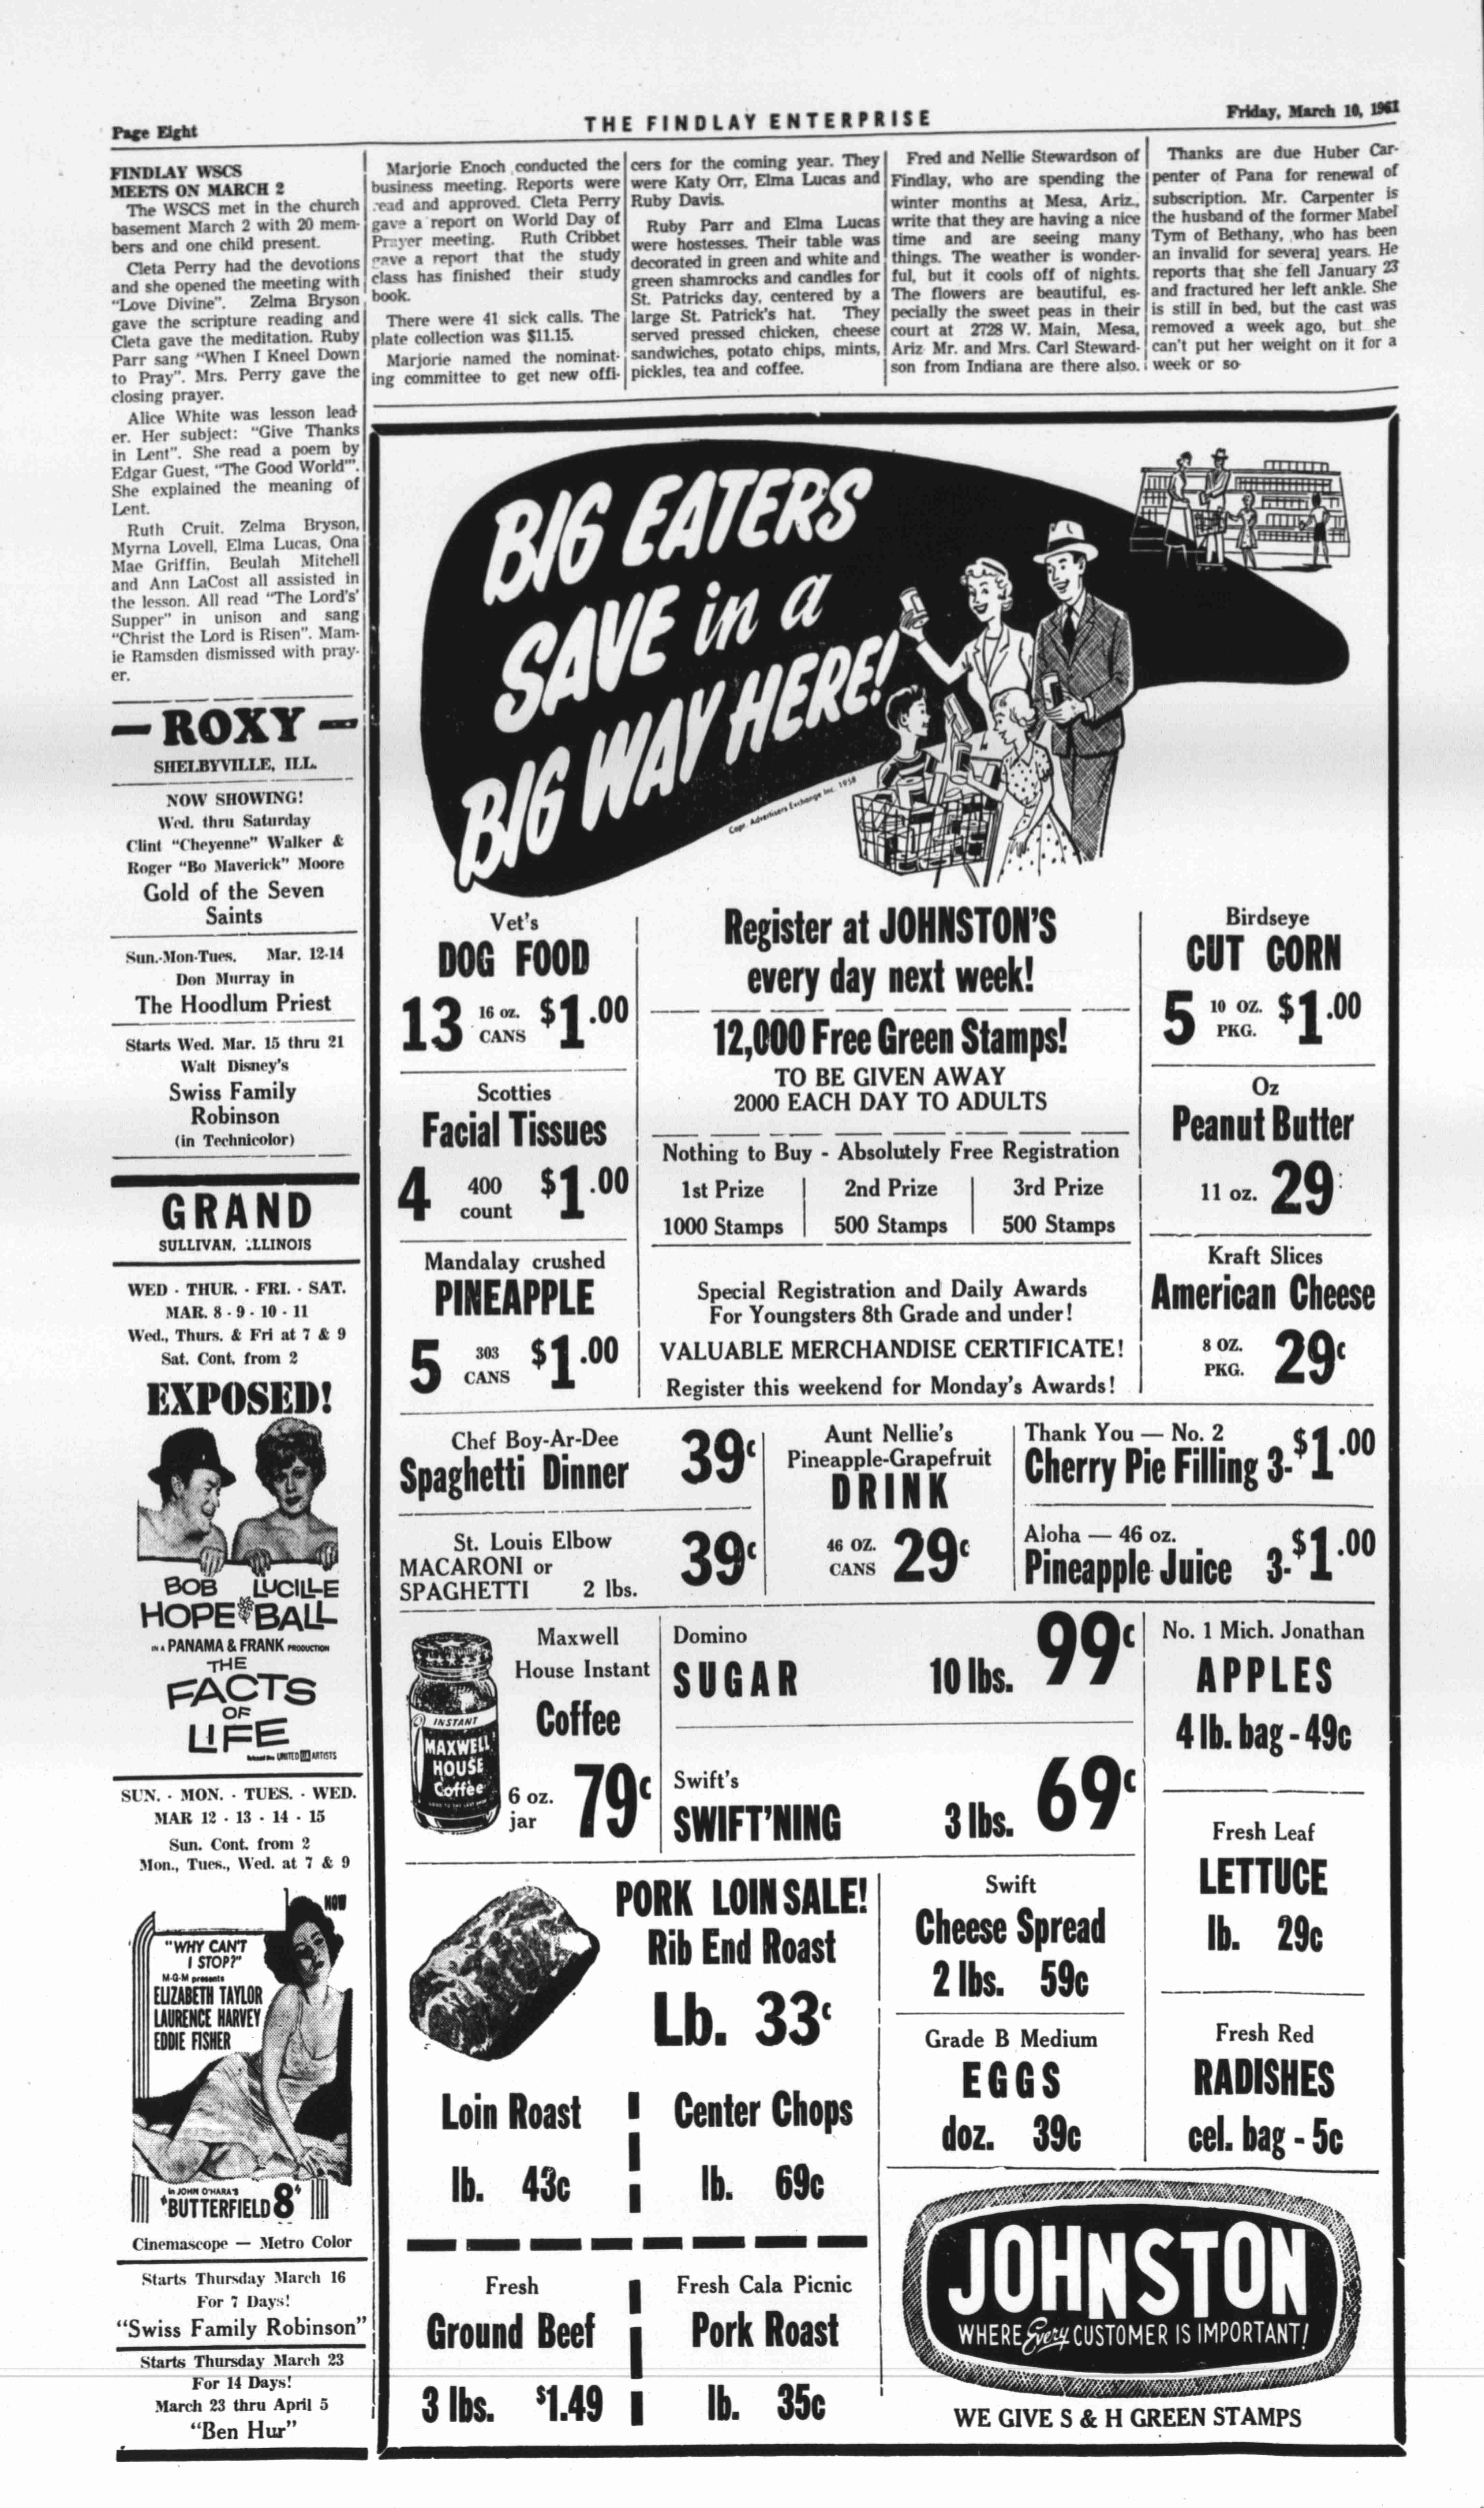 Page Eight
THE FINDLAY ENTERPRISE
Friday, March 10, 1961
FINDLAY WSCS
MEETS ON MARCH 2
The WSCS met in the church
basement March 2 with 20 mem-
bers and one child present.
Cleta Perry had the devotions
and she opened the meeting with
"Love Divine". Zelma Bryson
gave the scripture reading and
Cleta gave the meditation. Ruby
Parr sang "When I Kneel Down
to Pray". Mrs. Perry gave the
closing prayer.
Alice White was lesson lead
er. Her subject: "Give Thanks
in Lent". She read a poem by
Edgar Guest, "The Good World'".
She explained the meaning of
Lent.
Ruth Cruit. Zelma Bryson,
Myrna Lovell, Elma Lucas, Ona
Mae Griffin, Beulah Mitchell
and Ann LaCost all assisted in
the lesson. All read "The Lord's'
Supper" in unison and sang
"Christ the Lord is Risen". Mam-
ie Ramsden dismissed with pray-
er.
Marjorie Enoch conducted the
business meeting. Reports were
read and approved. Cleta Perry
gave a report on World Day of
Prayer meeting. Ruth Cribbet
gave a report that the study
class has finished their study
book.
There were 41 sick calls. The
plate collection was $11.15.
Marjorie named the nominat-
ing committee to get new offi-
cers for the coming year. They
were Katy Orr, Elma Lucas and
Ruby Davis.
Ruby Parr and Elma Lucas
were hostesses. Their table was
decorated in green and white and
green shamrocks and candles for
St. Patricks day, centered by a
large St. Patrick's hat. They
served pressed chicken, cheese
sandwiches, potato chips, mints,
pickles, tea and coffee.
Fred and Nellie Stewardson of
Findlay, who are spending the
winter months at Mesa, Ariz.,
write that they are having a nice
time and are seeing many
things. The weather is wonder-
ful, but it cools off of nights.
The flowers are beautiful, es-
pecially the sweet peas in their
court at 2728 W. Main, Mesa,
Ariz Mr. and Mrs. Carl Steward-
son from Indiana are there also.
Thanks are due Huber Car-
penter of Pana for renewal of
subscription. Mr. Carpenter is
the husband of the former Mabel
Tym of Bethany, who has been
an invalid for several years. He
reports that she fell January 23
and fractured her left ankle. She
is still in bed, but the cast was
removed a week ago, but she
can't put her weight on it for a
week or so
- ROXY -
SHELBYVILLE, ILL.
NOW SHOWING!
Wed. thru Saturday
Clint "Cheyenne" Walker &
Roger "Bo Maverick" Moore
Gold of the Seven
Saints
Sun.-Mon-Tues. Mar. 12-14
Don Murray in
The Hoodlum Priest
Starts Wed. Mar. 15 thru 21
Walt Disney's
Swiss Family
Robinson
(in Technicolor)
GRAND
SULLIVAN, ILLINOIS
WED - THUR. - FRI. - SAT.
MAR. 8 - 9 - 10 - 11
Wed., Thurs. & Fri at 7 & 9
Sat. Cont. from 2
EXPOSED!
BOB LUCILLE
HOPE BALL
IN A PANAMA & FRANK PRODUCTION
THE
FACTS
OF
LIFE
UNITED UA ARTISTS
SUN. - MON. - TUES. - WED.
MAR 12 - 13 - 14 - 15
Sun. Cont. from 2
Mon., Tues., Wed. at 7 & 9
NOW
"WHY CAN'T
I STOP?"
M-G-M presents
ELIZABETH TAYLOR
LAURENCE HARVEY
EDDIE FISHER
in JOHN O'HARA'S
"BUTTERFIELD 8"
Cinemascope — Metro Color
Starts Thursday March 16
For 7 Days!
"Swiss Family Robinson"
Starts Thursday March 23
For 14 Days!
March 23 thru April 5
"Ben Hur"
BIG EATERS
SAVE in a
BIG WAY HERE!
Copr. Advertisers Exchange Inc. 1958
Vet's
DOG FOOD
13 16 oz. CANS $1.00
Scotties
Facial Tissues
4 400 count $1.00
Mandalay crushed
PINEAPPLE
5 303 CANS $1.00
Register at JOHNSTON'S
every day next week!
12,000 Free Green Stamps!
TO BE GIVEN AWAY
2000 EACH DAY TO ADULTS
Nothing to Buy - Absolutely Free Registration
1st Prize 2nd Prize 3rd Prize
1000 Stamps 500 Stamps 500 Stamps
Special Registration and Daily Awards
For Youngsters 8th Grade and under!
VALUABLE MERCHANDISE CERTIFICATE!
Register this weekend for Monday's Awards!
Birdseye
CUT CORN
5 10 OZ. PKG. $1.00
Oz
Peanut Butter
11 oz. 29
Kraft Slices
American Cheese
8 OZ. PKG. 29c
Chef Boy-Ar-Dee
Spaghetti Dinner 39c
St. Louis Elbow
MACARONI or
SPAGHETTI 2 lbs. 39c
Aunt Nellie's
Pineapple-Grapefruit
DRINK
46 OZ. CANS 29c
Thank You — No. 2
Cherry Pie Filling 3-$1.00
Aloha — 46 oz.
Pineapple Juice 3-$1.00
INSTANT
MAXWELL
HOUSE
Coffee
Maxwell
House Instant
Coffee
6 oz. jar 79c
Domino
SUGAR 10 lbs. 99c
Swift's
SWIFT'NING 3 lbs. 69c
No. 1 Mich. Jonathan
APPLES
4 lb. bag - 49c
Fresh Leaf
LETTUCE
lb. 29c
Fresh Red
RADISHES
cel. bag - 5c
PORK LOIN SALE!
Rib End Roast
Lb. 33c
Loin Roast
lb. 43c
Center Chops
lb. 69c
Fresh
Ground Beef
3 lbs. $1.49
Fresh Cala Picnic
Pork Roast
lb. 35c
Swift
Cheese Spread
2 lbs. 59c
Grade B Medium
EGGS
doz. 39c
JOHNSTON
WHERE Every CUSTOMER IS IMPORTANT!
WE GIVE S & H GREEN STAMPS